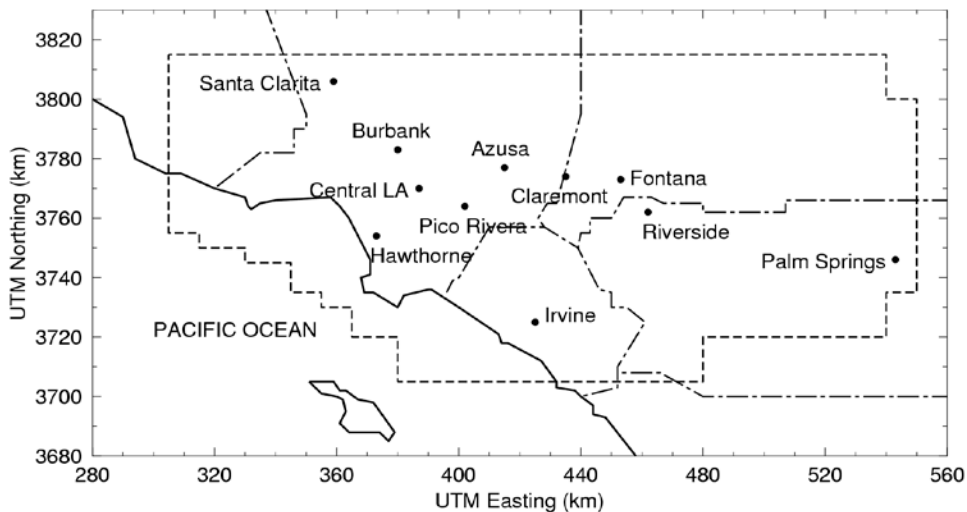 3820
3800
3780
3760
3740
3720
3700
3680
UTM Northing (km)
Santa Clarita
Burbank
Azusa
Central LA
Claremont
Fontana
Pico Rivera
Riverside
Hawthorne
Palm Springs
Irvine
PACIFIC OCEAN
280 320 360 400 440 480 520 560
UTM Easting (km)